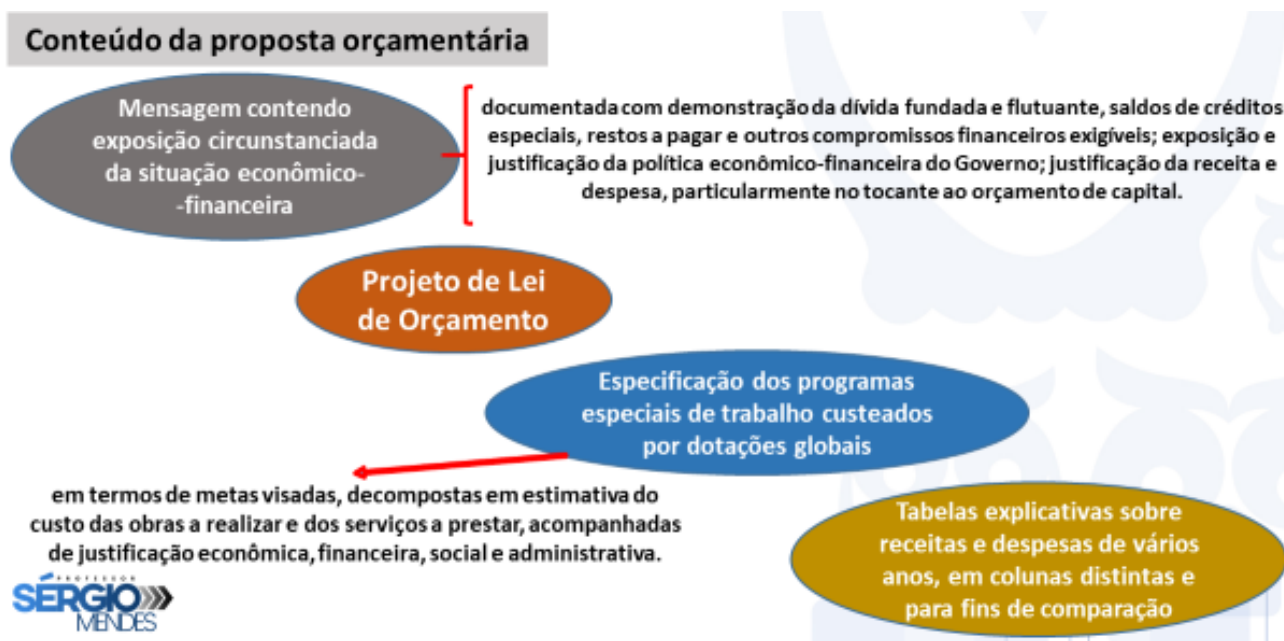 Conteúdo da proposta orçamentária
Mensagem contendo
exposição circunstanciada
da situação econômico-
-financeira
documentada com demonstração da dívida fundada e flutuante, saldos de créditos
especiais, restos a pagar e outros compromissos financeiros exigíveis; exposição e
justificação da política econômico-financeira do Governo; justificação da receita e
despesa, particularmente no tocante ao orçamento de capital.
Projeto de Lei
de Orçamento
Especificação dos programas
especiais de trabalho custeados
por dotações globais
em termos de metas visadas, decompostas em estimativa do
custo das obras a realizar e dos serviços a prestar, acompanhadas
de justificação econômica, financeira, social e administrativa.
Tabelas explicativas sobre
receitas e despesas de vários
anos, em colunas distintas e
para fins de comparação
PROFESSOR
SÉRGIO
MENDES